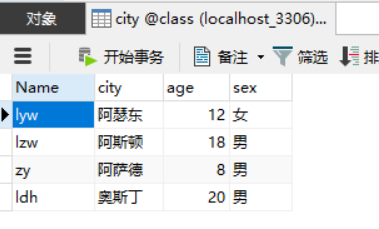 对象 city @class (localhost_3306)...
开始事务 备注 筛选 排
Name city age sex
lyw 阿瑟东 12 女
lzw 阿斯顿 18 男
zy 阿萨德 8 男
ldh 奥斯丁 20 男